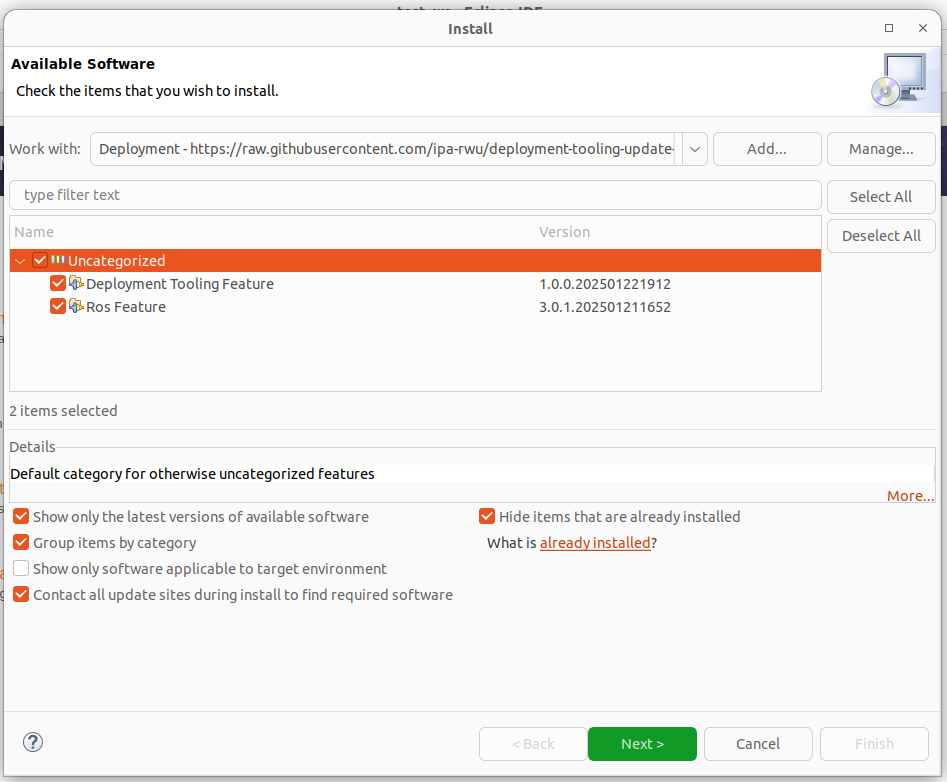 Install
Available Software
Check the items that you wish to install.
Work with: Deployment - https://raw.githubusercontent.com/ipa-rwu/deployment-tooling-update- Add... Manage...
type filter text Select All
Name Version Deselect All
Uncategorized
Deployment Tooling Feature 1.0.0.202501221912
Ros Feature 3.0.1.202501211652
2 items selected
Details
Default category for otherwise uncategorized features
More...
Show only the latest versions of available software Hide items that are already installed
Group items by category What is already installed?
Show only software applicable to target environment
Contact all update sites during install to find required software
? < Back Next > Cancel Finish